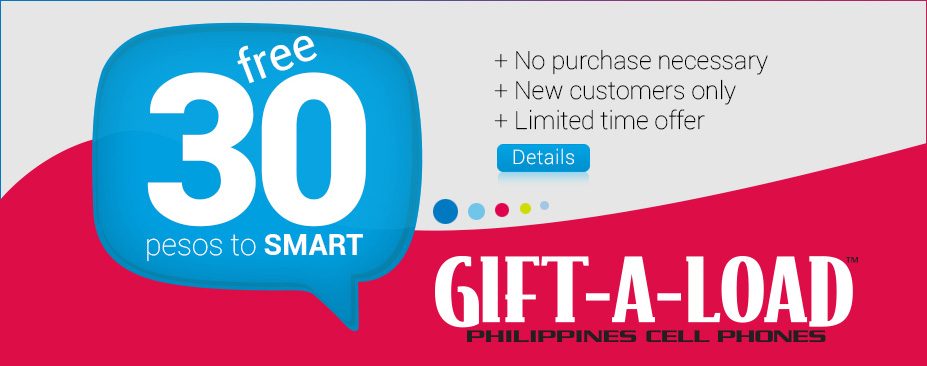 free
30
pesos to SMART
+ No purchase necessary
+ New customers only
+ Limited time offer
Details
GIFT-A-LOAD™
PHILIPPINES CELL PHONES